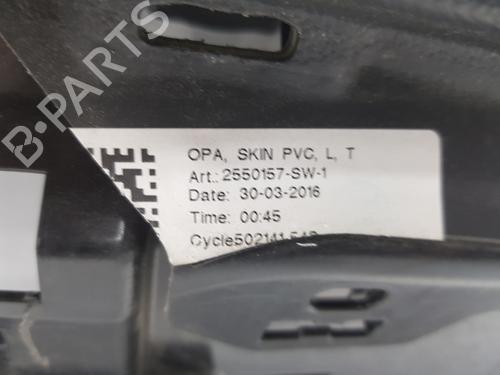 B-PARTS
OPA, SKIN PVC, L, T
Art.: 2550157-SW-1
Date: 30-03-2016
Time: 00:45